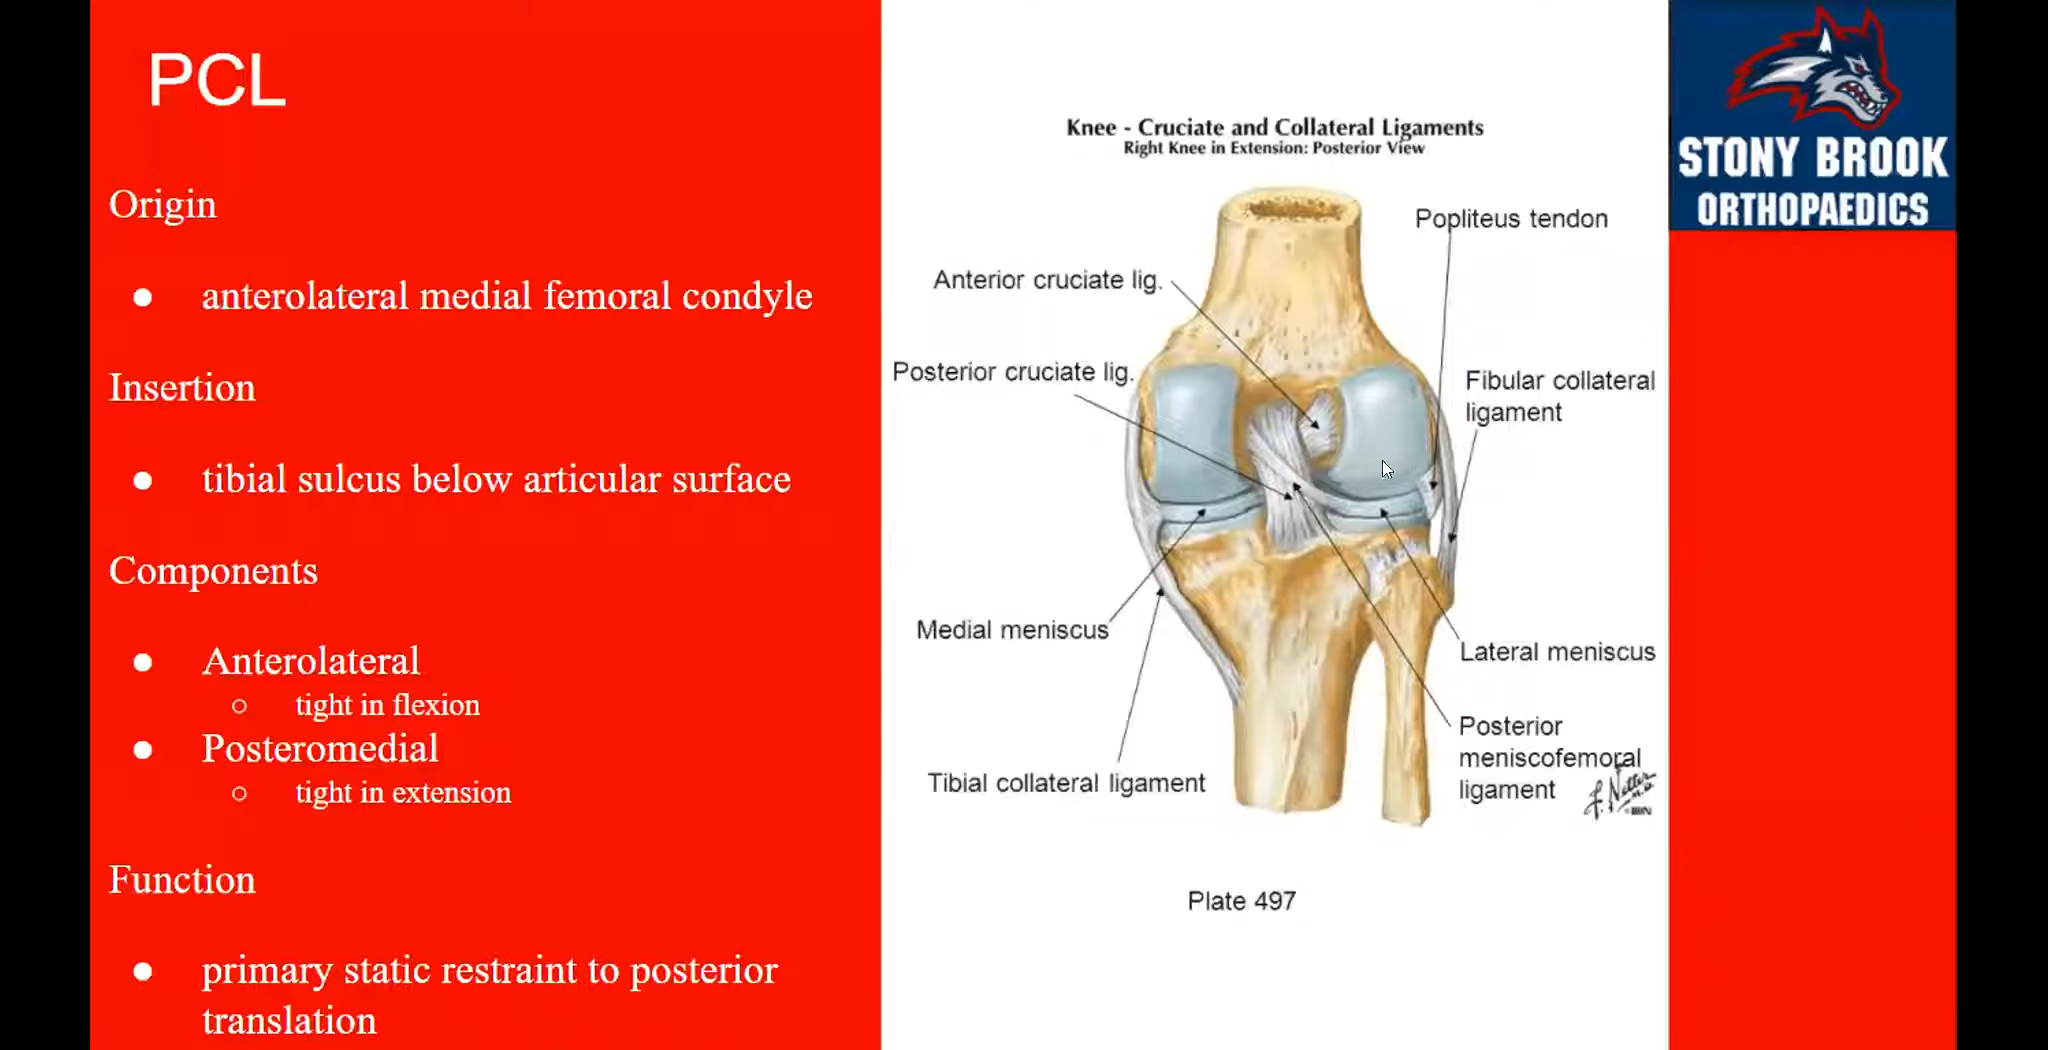 PCL
Origin
● anterolateral medial femoral condyle
Insertion
● tibial sulcus below articular surface
Components
● Anterolateral
○ tight in flexion
● Posteromedial
○ tight in extension
Function
● primary static restraint to posterior
translation
Knee - Cruciate and Collateral Ligaments
Right Knee in Extension: Posterior View
Popliteus tendon
Anterior cruciate lig.
Posterior cruciate lig.
Fibular collateral
ligament
Medial meniscus
Lateral meniscus
Tibial collateral ligament
Posterior
meniscofemoral
ligament
F. Netter
M.D.
Plate 497
STONY BROOK
ORTHOPAEDICS